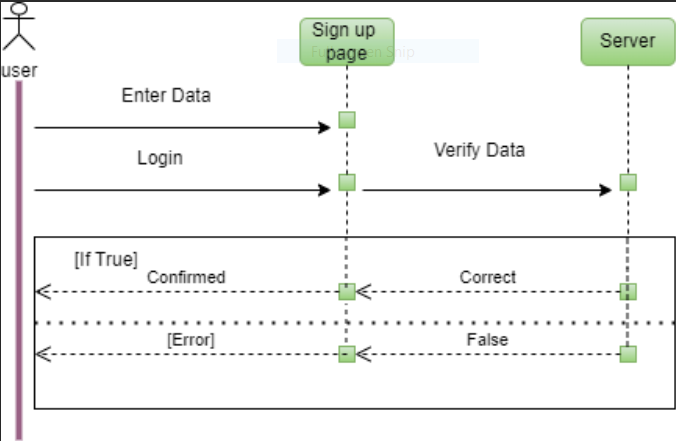 Sign up
page
Server
user
Enter Data
Login
Verify Data
[If True]
Confirmed
Correct
[Error]
False